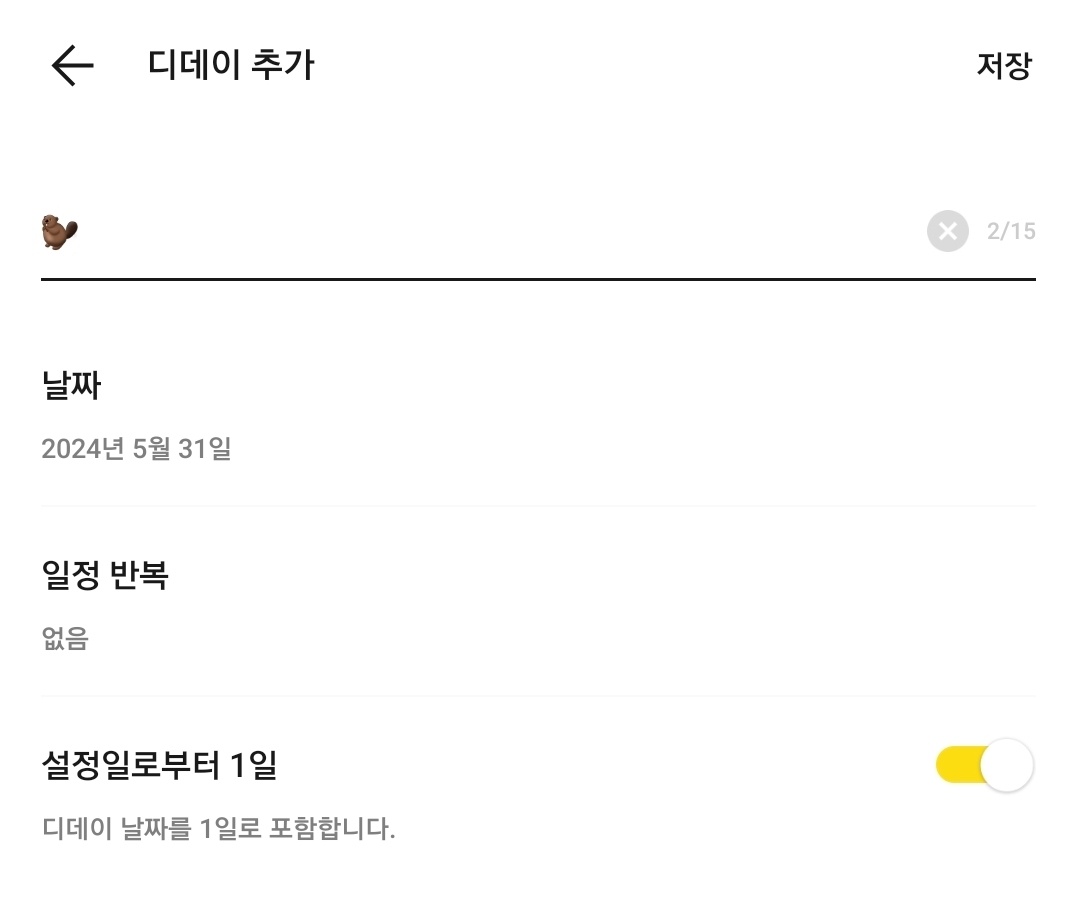 디데이 추가
저장
🦫
2/15
날짜
2024년 5월 31일
일정 반복
없음
설정일로부터 1일
디데이 날짜를 1일로 포함합니다.